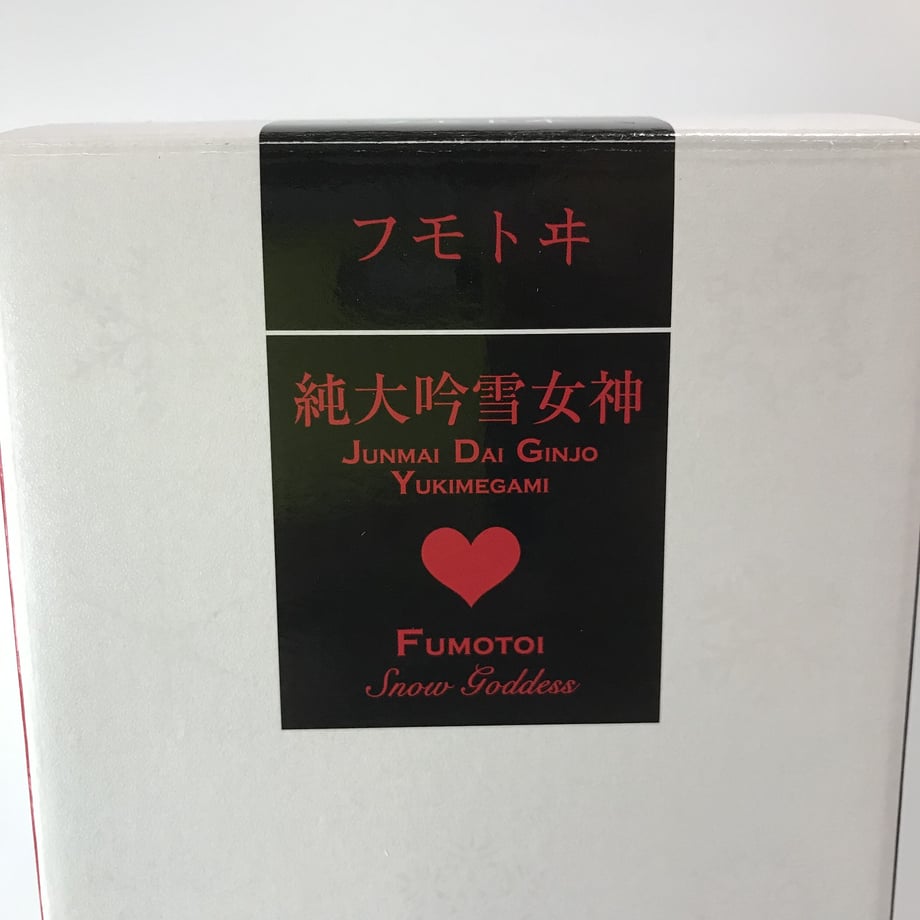 フモトヰ
純大吟雪女神
Junmai Dai Ginjo
Yukimegami
Fumotoi
Snow Goddess